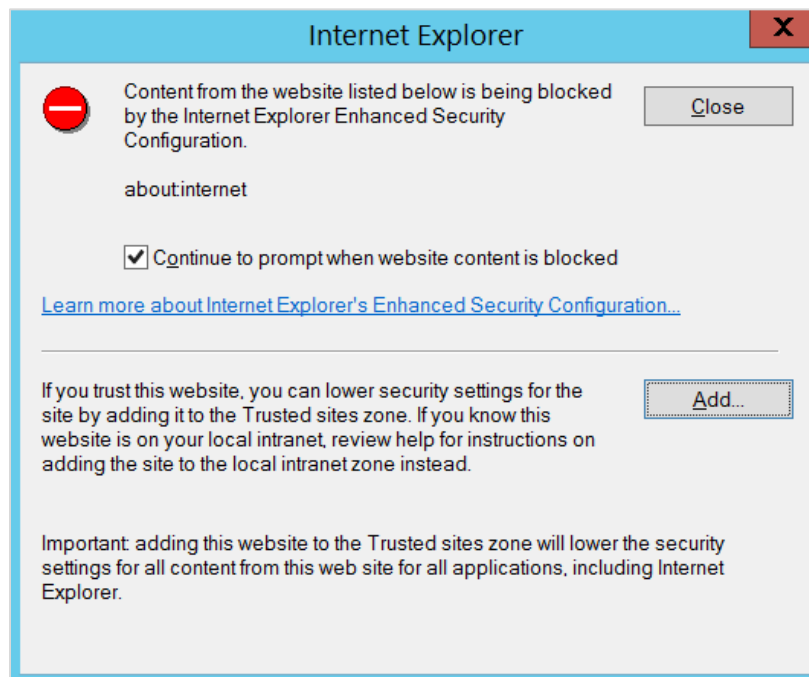 Internet Explorer
X
Content from the website listed below is being blocked
by the Internet Explorer Enhanced Security
Configuration.
Close
about:internet
Continue to prompt when website content is blocked
Learn more about Internet Explorer's Enhanced Security Configuration...
If you trust this website, you can lower security settings for the
site by adding it to the Trusted sites zone. If you know this
website is on your local intranet, review help for instructions on
adding the site to the local intranet zone instead.
Add...
Important: adding this website to the Trusted sites zone will lower the security
settings for all content from this web site for all applications, including Internet
Explorer.